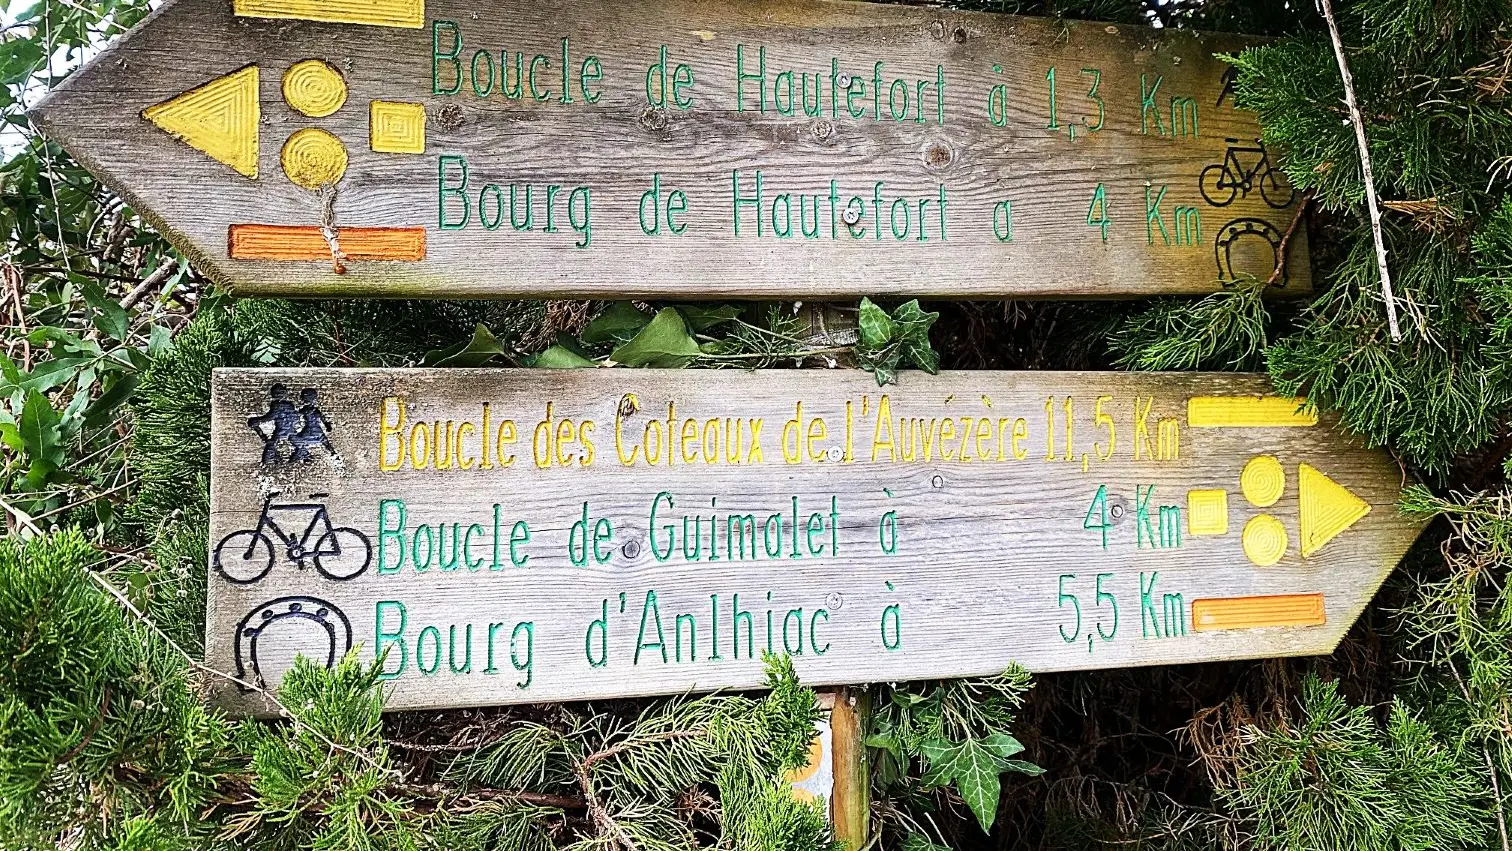 Boucle de Hautefort à 1,3 Km
Bourg de Hautefort a 4 Km
Boucle des Coteaux de l'Auvézère 11,5 Km
Boucle de Guimalet à 4 Km
Bourg d'Anlhiac à 5,5 Km